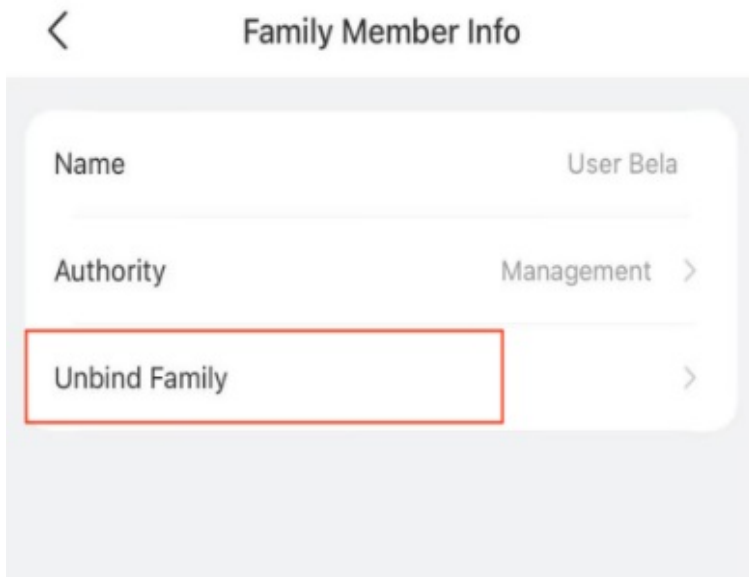 Family Member Info
Name User Bela
Authority Management
Unbind Family